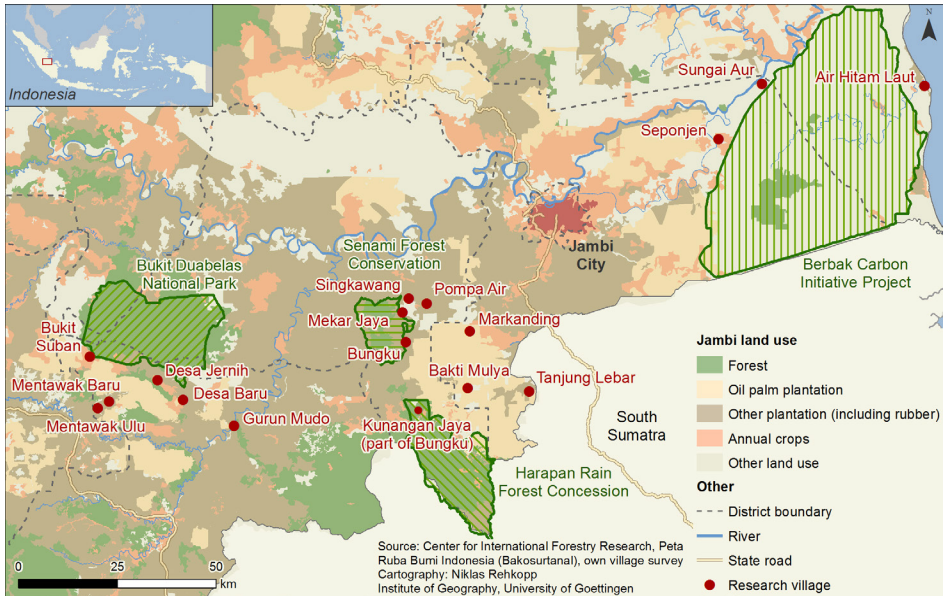 Indonesia
N
Sungai Aur
Air Hitam Laut
Seponjen
Jambi
City
Berbak Carbon
Initiative Project
Senami Forest
Conservation
Bukit Duabelas
National Park
Singkawang
Pompa Air
Mekar Jaya
Markanding
Bungku
Bukit
Suban
Desa Jernih
Mentawak Baru
Desa Baru
Mentawak Ulu
Gurun Mudo
Bakti Mulya
Tanjung Lebar
Kunangan Jaya
(part of Bungku)
South
Sumatra
Harapan Rain
Forest Concession
Jambi land use
Forest
Oil palm plantation
Other plantation (including rubber)
Annual crops
Other land use
Other
District boundary
River
State road
Research village
0 25 50
km
Source: Center for International Forestry Research, Peta
Ruba Bumi Indonesia (Bakosurtanal), own village survey
Cartography: Niklas Rehkopp
Institute of Geography, University of Goettingen